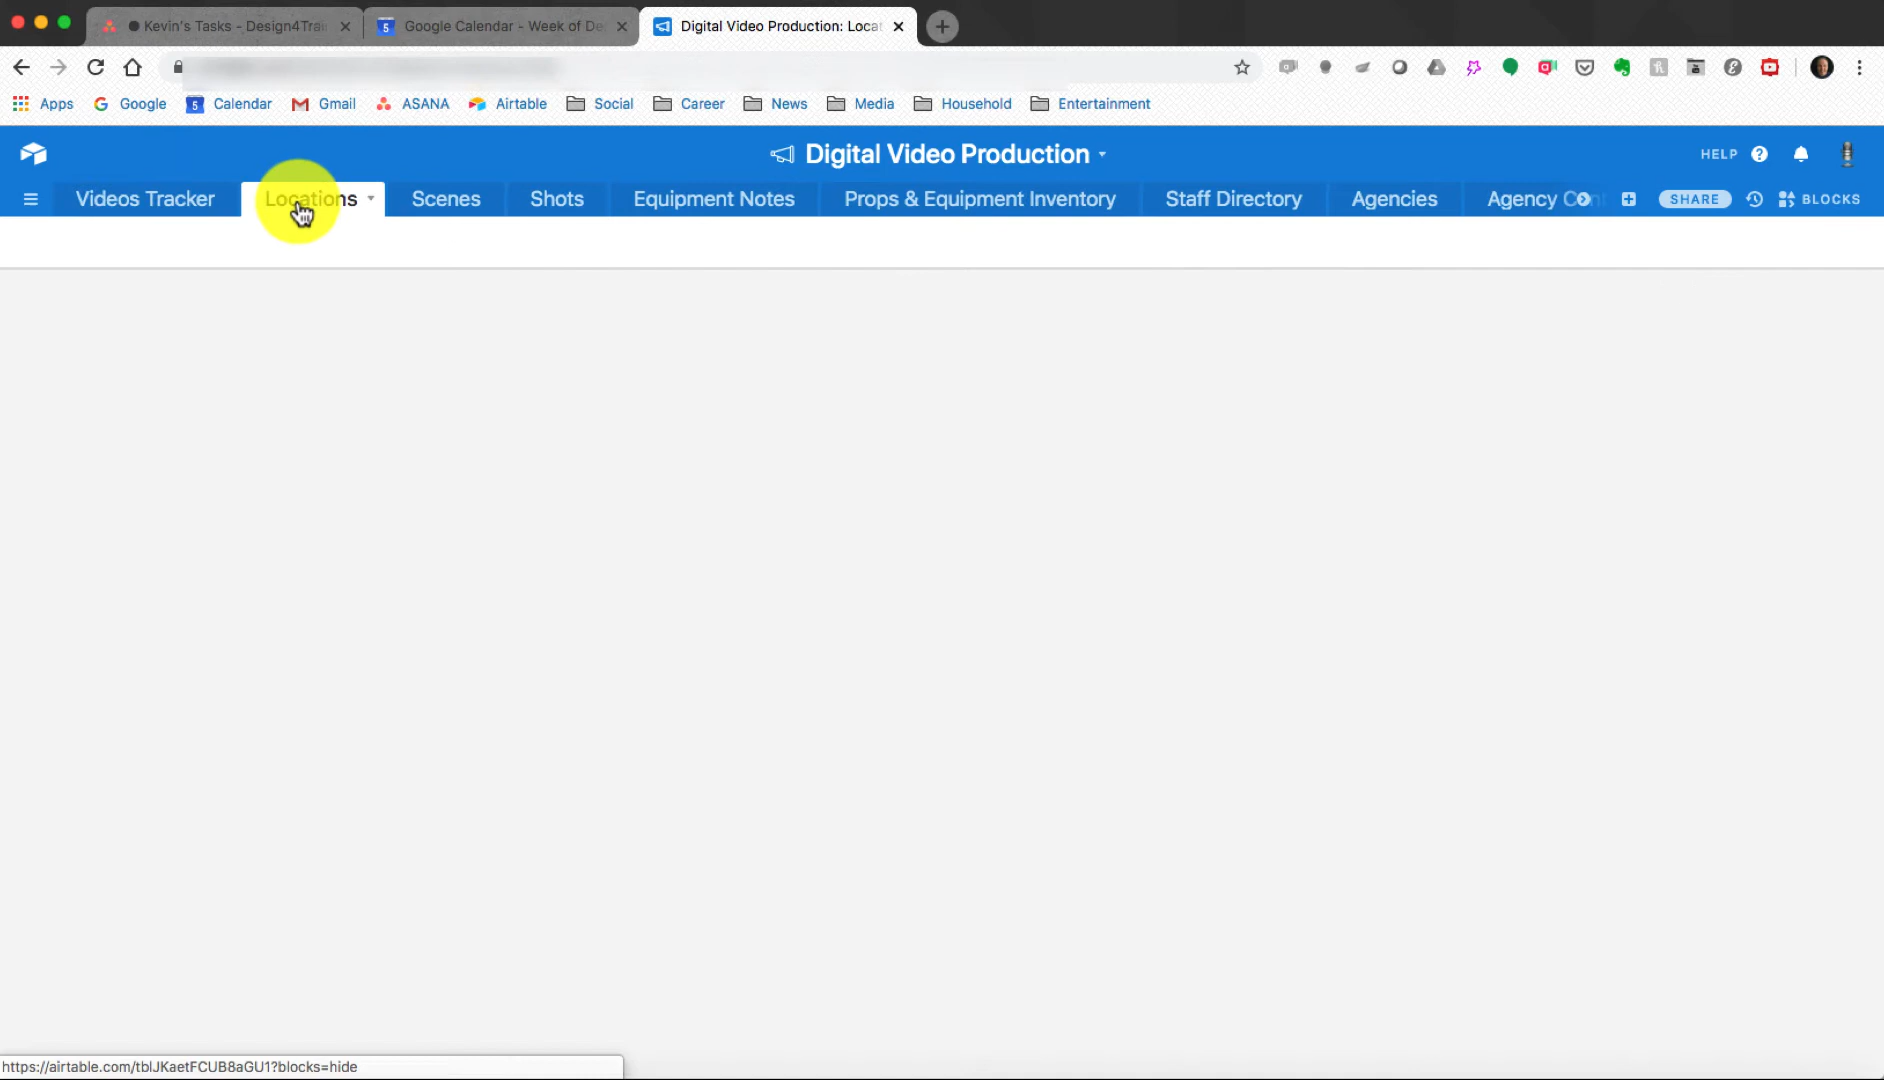 Kevin's Tasks - Design4Trai
Google Calendar - Week of De
Digital Video Production: Locat
Apps
Google
Calendar
Gmail
ASANA
Airtable
Social
Career
News
Media
Household
Entertainment
Digital Video Production
HELP
Videos Tracker
Locations
Scenes
Shots
Equipment Notes
Props & Equipment Inventory
Staff Directory
Agencies
Agency Cont
SHARE
BLOCKS
https://airtable.com/tblJKaetFCUB8aGU1?blocks=hide